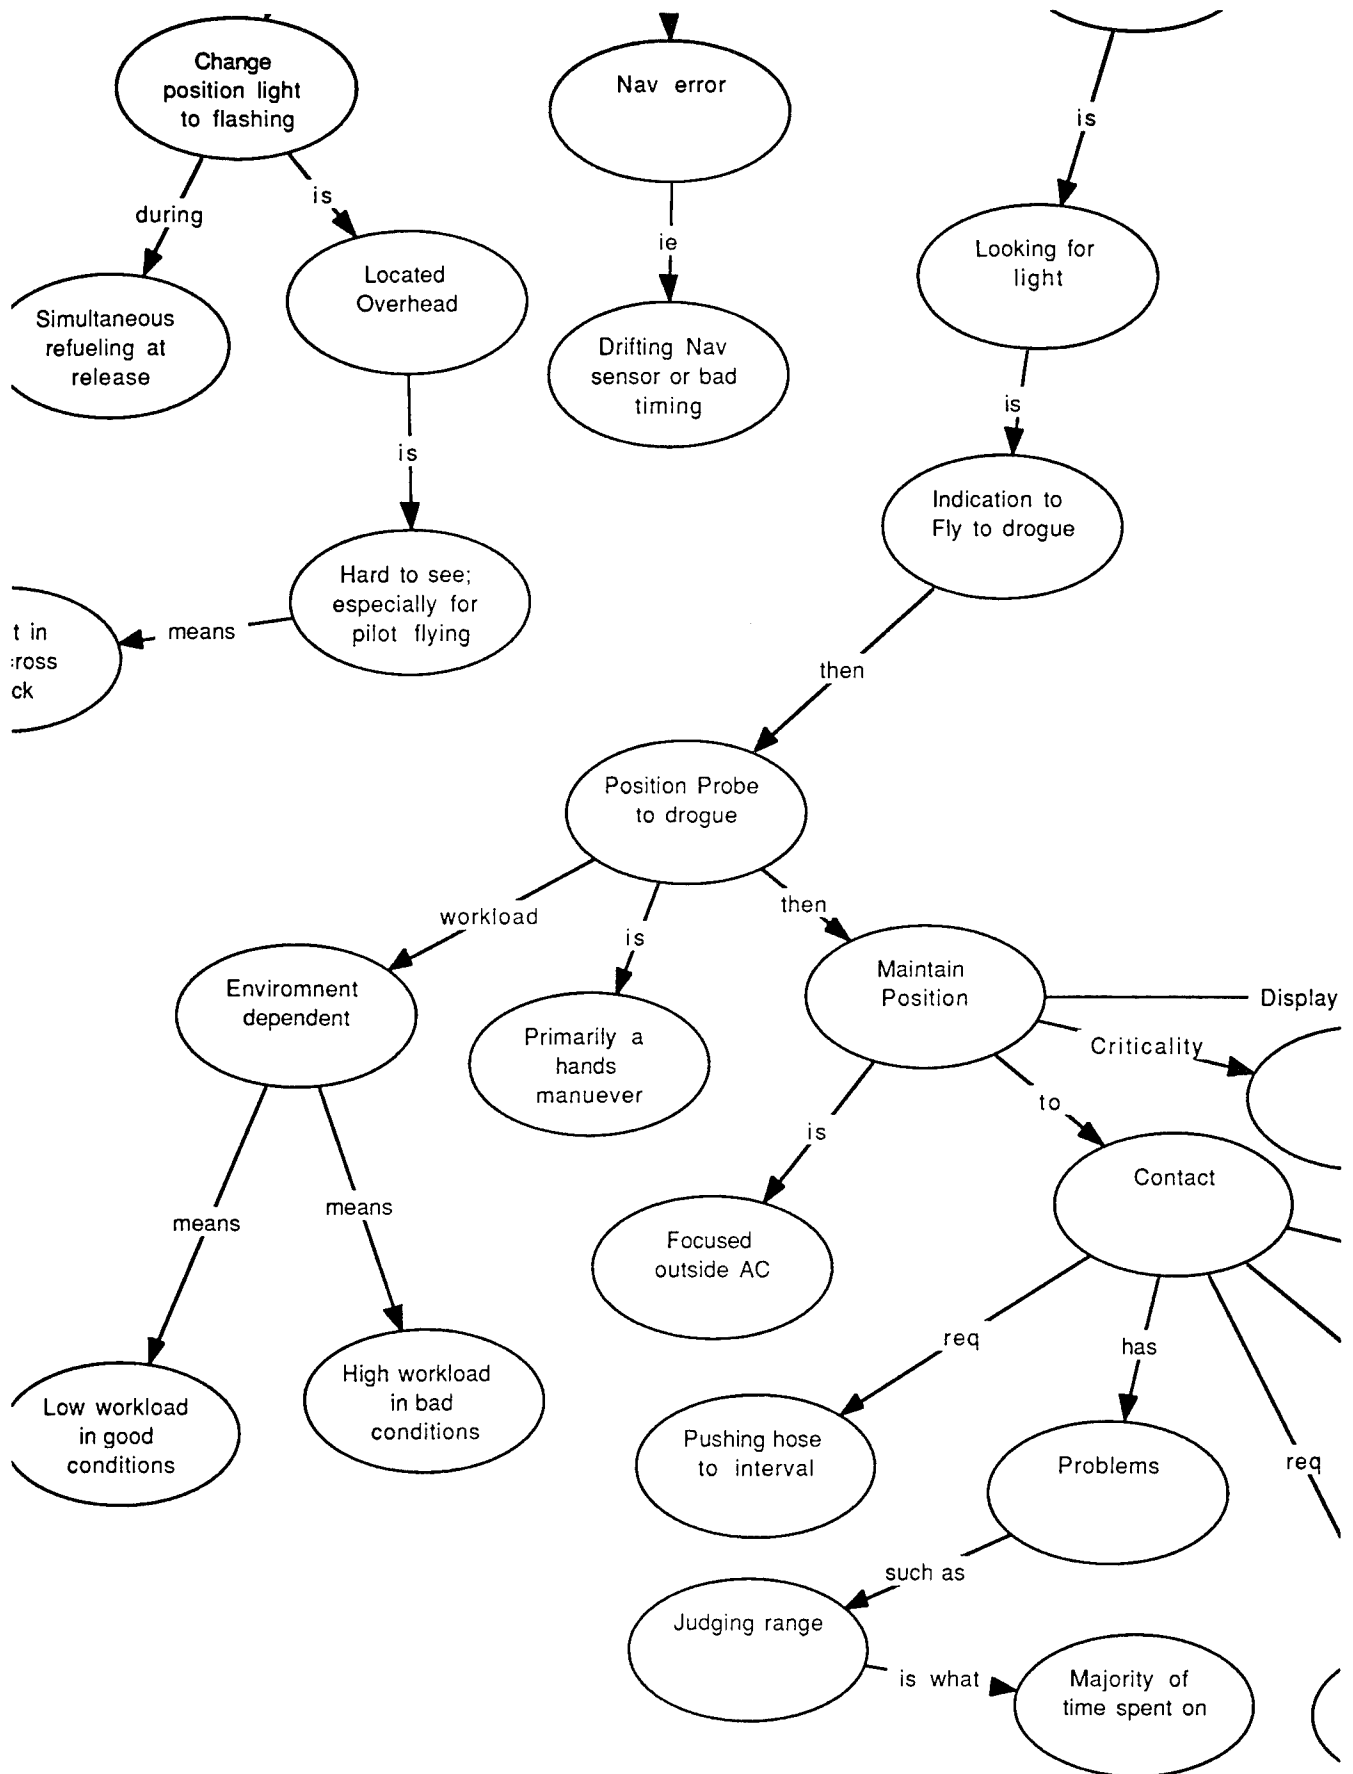 Change
position light
to flashing
Nav error
is
is
during
ie
Looking for
light
Located
Overhead
Simultaneous
refueling at
release
Drifting Nav
sensor or bad
timing
is
is
Indication to
Fly to drogue
Hard to see;
especially for
pilot flying
means
t in
ross
ck
then
Position Probe
to drogue
workload
is
then
Maintain
Position
Display
Enviromnent
dependent
Primarily a
hands
manuever
Criticality
to
is
means
means
Contact
Focused
outside AC
req
has
req
Low workload
in good
conditions
High workload
in bad
conditions
Pushing hose
to interval
Problems
such as
Judging range
is what
Majority of
time spent on